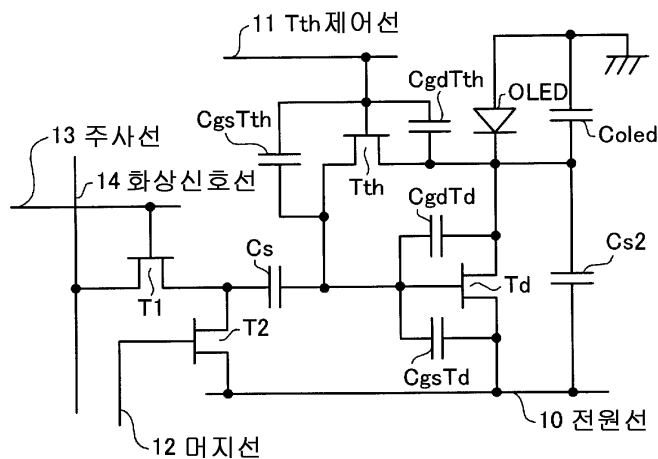 11 Tth제어선
CgdTth
OLED
CgsTth
Coled
13 주사선
Tth
14 화상신호선
CgdTd
Cs
Cs2
T1
Td
T2
CgsTd
10 전원선
12 머지선